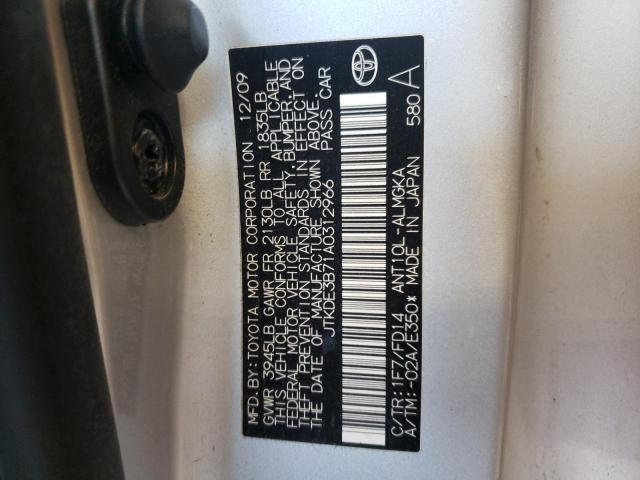 MFD. BY: TOYOTA MOTOR CORPORATION 12/09
GVWR 3945LB GAWR FR 2130LB RR 1835LB
THIS VEHICLE CONFORMS TO ALL APPLICABLE
FEDERAL MOTOR VEHICLE SAFETY, BUMPER, AND
THEFT PREVENTION STANDARDS IN EFFECT ON
THE DATE OF MANUFACTURE SHOWN ABOVE.
JTKDE3B71A0312966 PASS CAR
C/TR:1F7/FD14 ANT10L-ALMGKA 580 A
A/TM:-02A/E350* MADE IN JAPAN